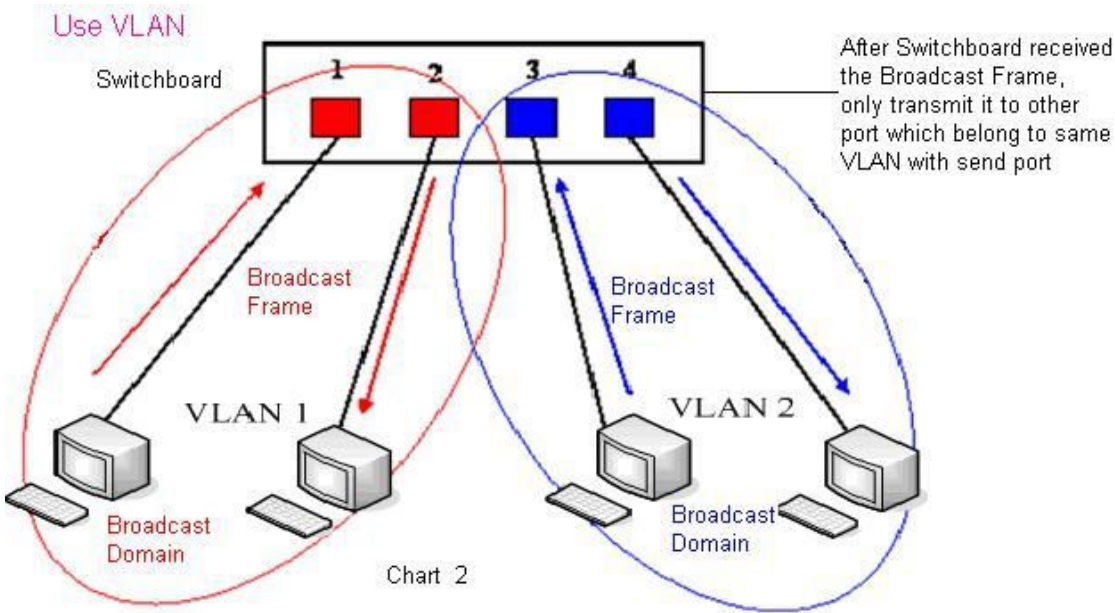 Use VLAN
Switchboard
1 2 3 4
After Switchboard received
the Broadcast Frame,
only transmit it to other
port which belong to same
VLAN with send port
Broadcast
Frame
Broadcast
Frame
VLAN 1
VLAN 2
Broadcast
Domain
Broadcast
Domain
Chart 2